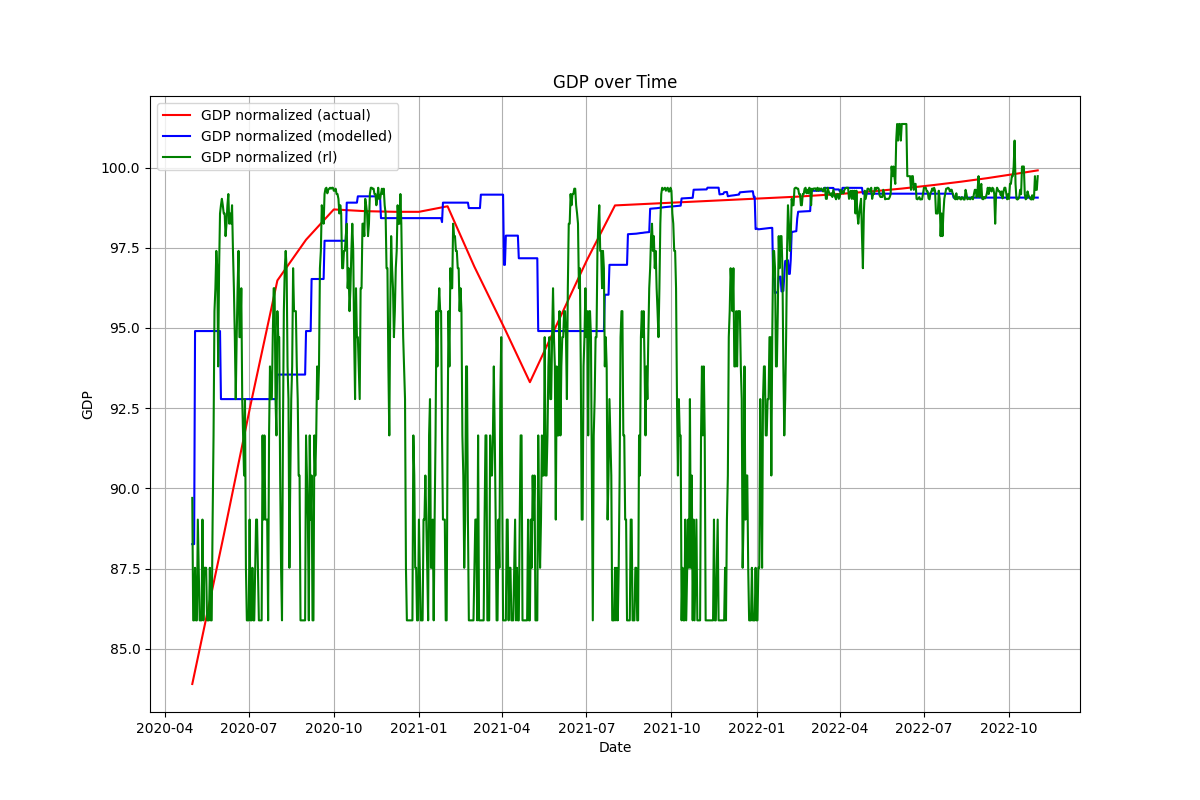 GDP over Time
GDP normalized (actual)
GDP normalized (modelled)
GDP normalized (rl)
100.0
97.5
95.0
92.5
90.0
87.5
85.0
GDP
2020-04 2020-07 2020-10 2021-01 2021-04 2021-07 2021-10 2022-01 2022-04 2022-07 2022-10
Date